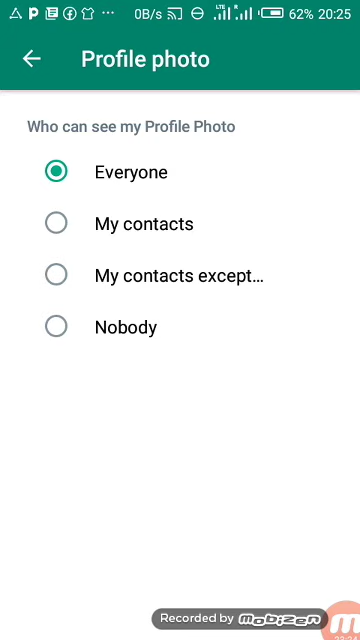 0B/s LTE R 62% 20:25
Profile photo
Who can see my Profile Photo
Everyone
My contacts
My contacts except...
Nobody
Recorded by mobizen